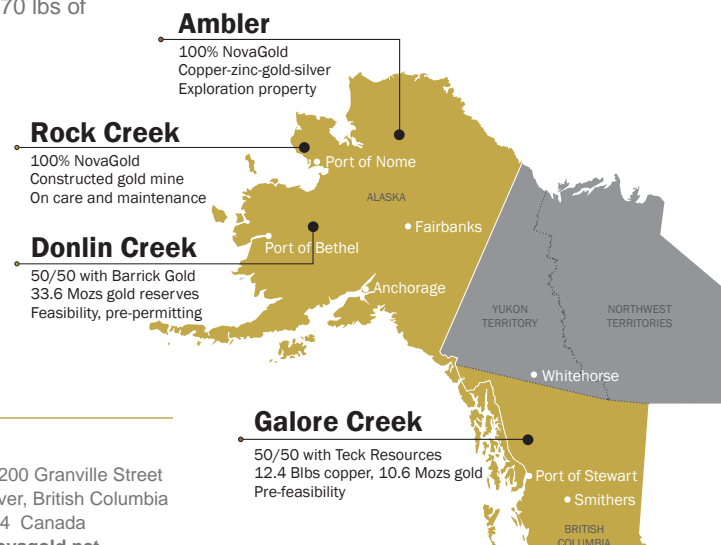 70 lbs of
Ambler
100% NovaGold
Copper-zinc-gold-silver
Exploration property
Rock Creek
100% NovaGold
Constructed gold mine
On care and maintenance
Port of Nome
ALASKA
Fairbanks
Donlin Creek
50/50 with Barrick Gold
33.6 Mozs gold reserves
Feasibility, pre-permitting
Port of Bethel
Anchorage
YUKON
TERRITORY
NORTHWEST
TERRITORIES
Whitehorse
Galore Creek
50/50 with Teck Resources
12.4 Blbs copper, 10.6 Mozs gold
Pre-feasibility
Port of Stewart
Smithers
BRITISH
COLUMBIA
200 Granville Street
ver, British Columbia
4 Canada